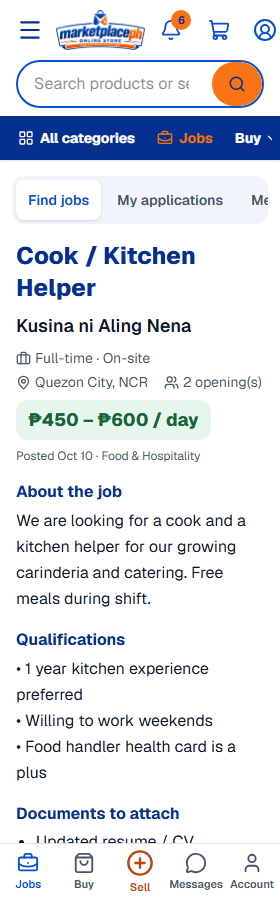 6
marketplaceph
ONLINE STORE
Search products or se
All categories
Jobs
Buy
Find jobs
My applications
Me
Cook / Kitchen
Helper
Kusina ni Aling Nena
Full-time · On-site
Quezon City, NCR
2 opening(s)
₱450 – ₱600 / day
Posted Oct 10 · Food & Hospitality
About the job
We are looking for a cook and a
kitchen helper for our growing
carinderia and catering. Free
meals during shift.
Qualifications
• 1 year kitchen experience
preferred
• Willing to work weekends
• Food handler health card is a
plus
Documents to attach
• Updated resume / CV
Jobs
Buy
Sell
Messages
Account